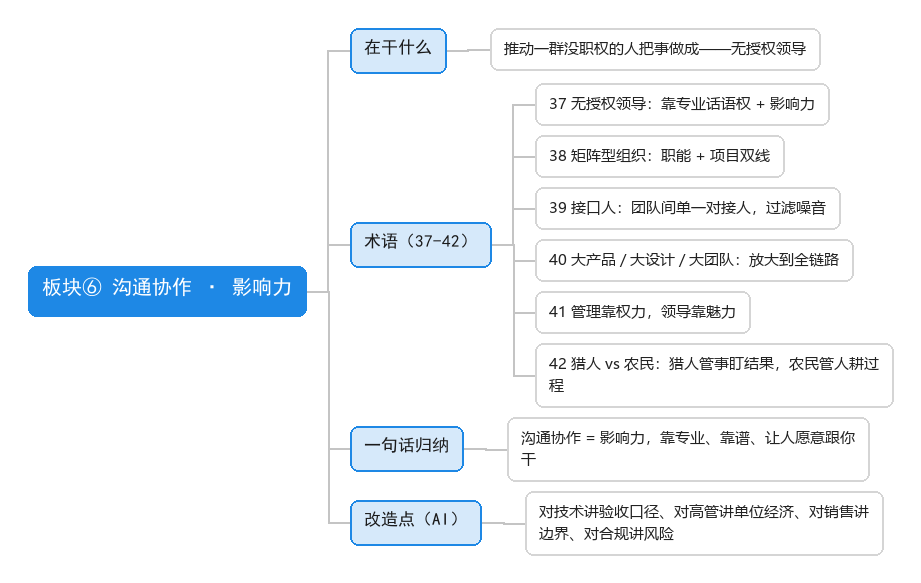 板块⑥ 沟通协作 · 影响力
在干什么
推动一群没职权的人把事做成——无授权领导
术语（37-42）
37 无授权领导：靠专业话语权 + 影响力
38 矩阵型组织：职能 + 项目双线
39 接口人：团队间单一对接人，过滤噪音
40 大产品 / 大设计 / 大团队：放大到全链路
41 管理靠权力，领导靠魅力
42 猎人 vs 农民：猎人管事盯结果，农民管人耕过
程
一句话归纳
沟通协作 = 影响力，靠专业、靠谱、让人愿意跟你
干
改造点（AI）
对技术讲验收口径、对高管讲单位经济、对销售讲
边界、对合规讲风险